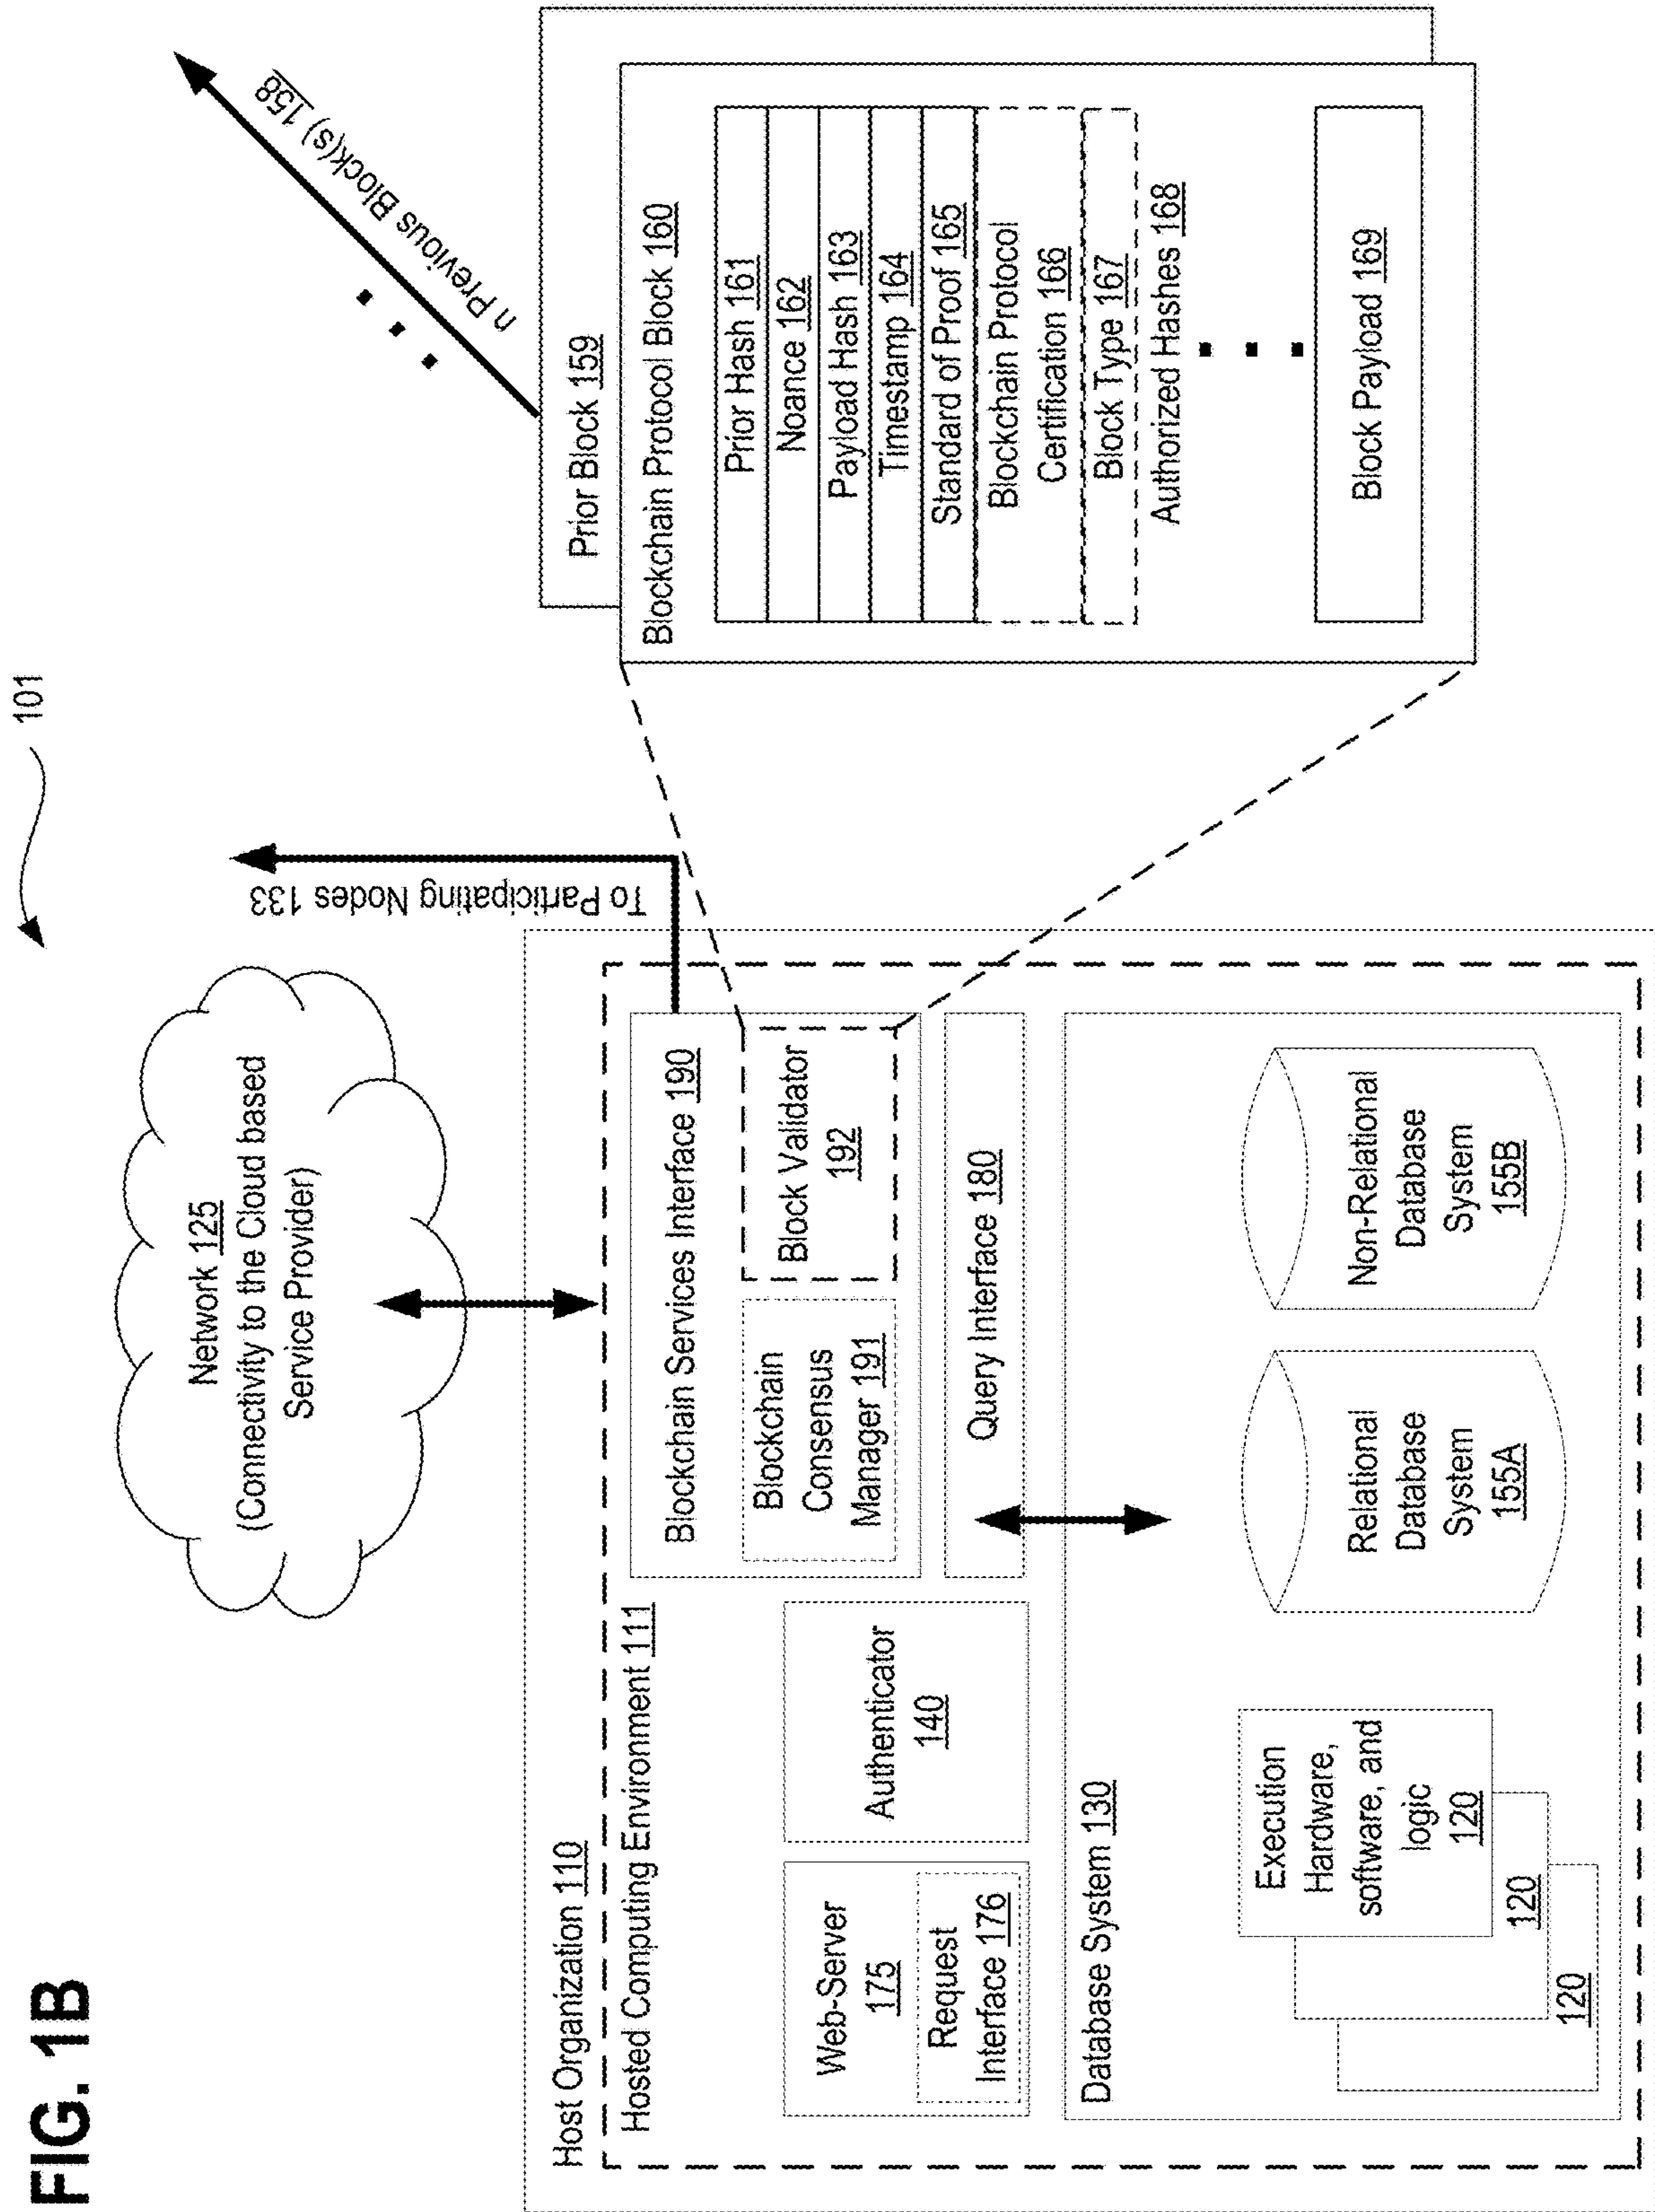 FIG. 1B
101
Network 125
(Connectivity to the Cloud based
Service Provider)
To Participating Nodes 133
n Previous Block(s) 158
Host Organization 110
Hosted Computing Environment 111
Web-Server
175
Request
Interface 176
Authenticator
140
Blockchain Services Interface 190
Blockchain
Consensus
Manager 191
Block Validator
192
Query Interface 180
Database System 130
Execution
Hardware,
software, and
logic
120
120
120
Relational
Database
System
155A
Non-Relational
Database
System
155B
Prior Block 159
Blockchain Protocol Block 160
Prior Hash 161
Noance 162
Payload Hash 163
Timestamp 164
Standard of Proof 165
Blockchain Protocol
Certification 166
Block Type 167
Authorized Hashes 168
Block Payload 169